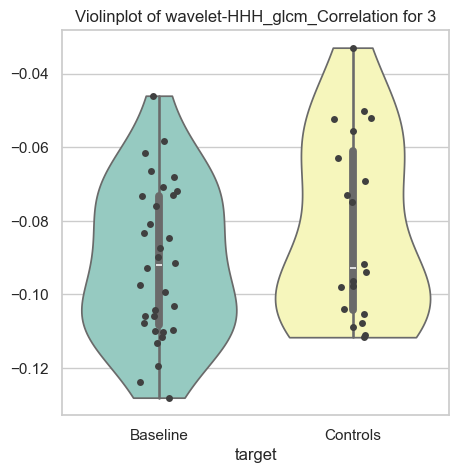 Violinplot of wavelet-HHH_glcm_Correlation for 3
−0.04
−0.06
−0.08
−0.10
−0.12
Baseline
Controls
target